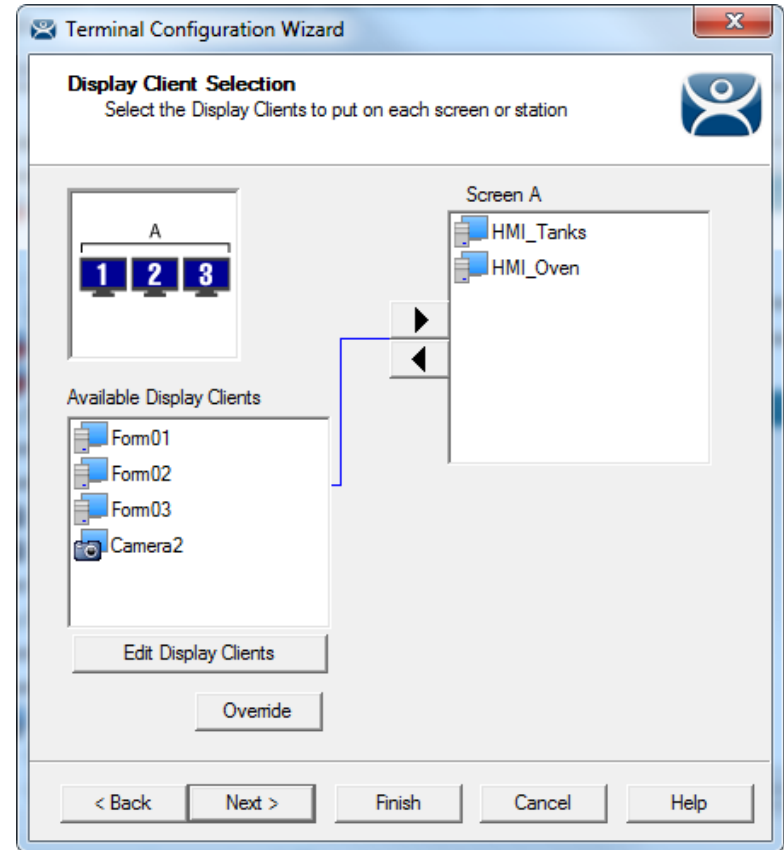 Terminal Configuration Wizard
X
Display Client Selection
Select the Display Clients to put on each screen or station
A
1 2 3
Screen A
HMI_Tanks
HMI_Oven
Available Display Clients
Form01
Form02
Form03
Camera2
Edit Display Clients
Override
< Back Next > Finish Cancel Help